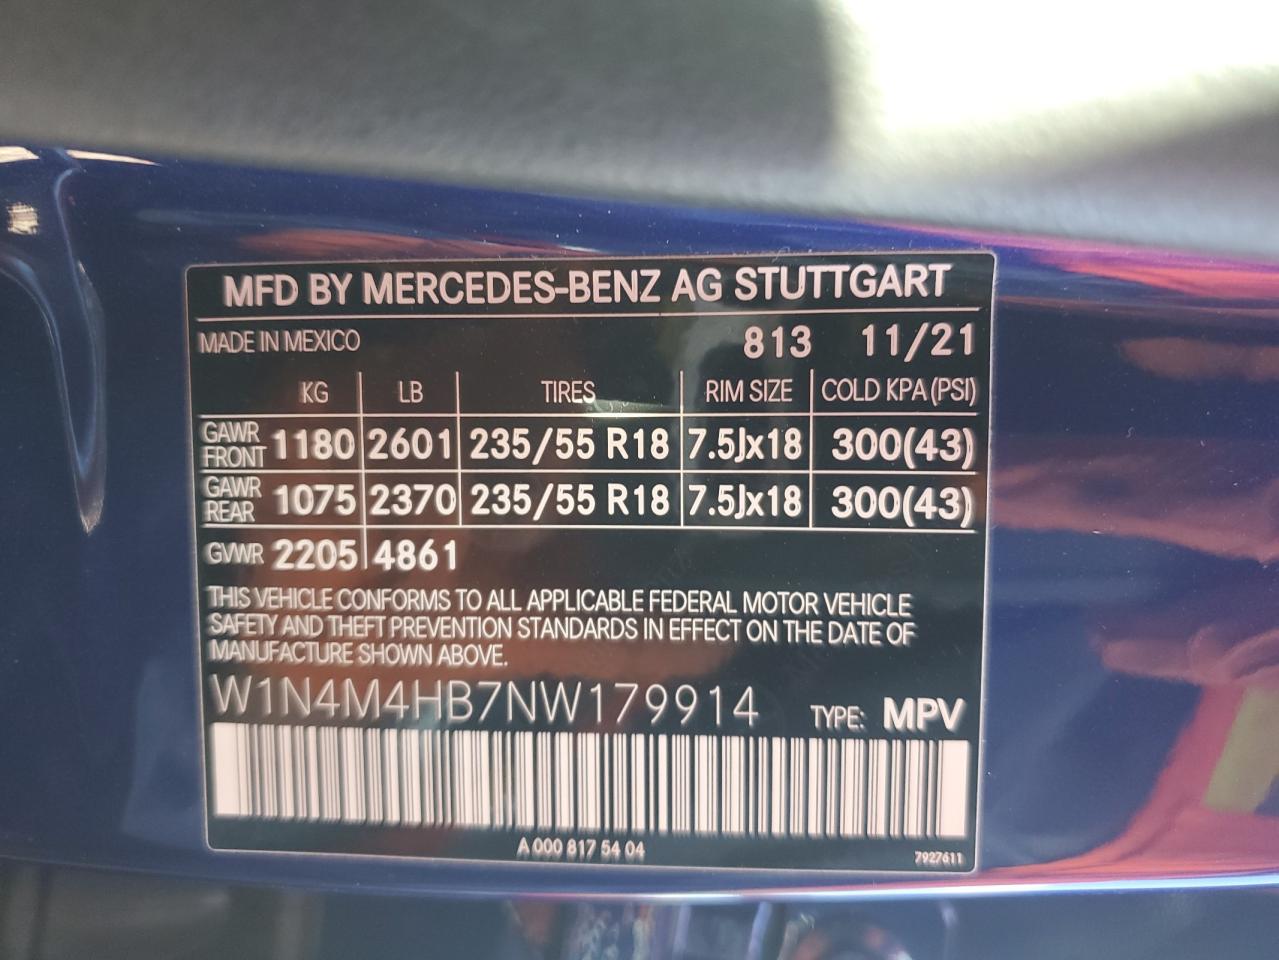 MFD BY MERCEDES-BENZ AG STUTTGART
MADE IN MEXICO 813 11/21
KG LB TIRES RIM SIZE COLD KPA (PSI)
GAWR FRONT 1180 2601 235/55 R18 7.5Jx18 300(43)
GAWR REAR 1075 2370 235/55 R18 7.5Jx18 300(43)
GVWR 2205 4861
THIS VEHICLE CONFORMS TO ALL APPLICABLE FEDERAL MOTOR VEHICLE
SAFETY AND THEFT PREVENTION STANDARDS IN EFFECT ON THE DATE OF
MANUFACTURE SHOWN ABOVE.
W1N4M4HB7NW179914 TYPE: MPV
A 000 817 54 04 7927611